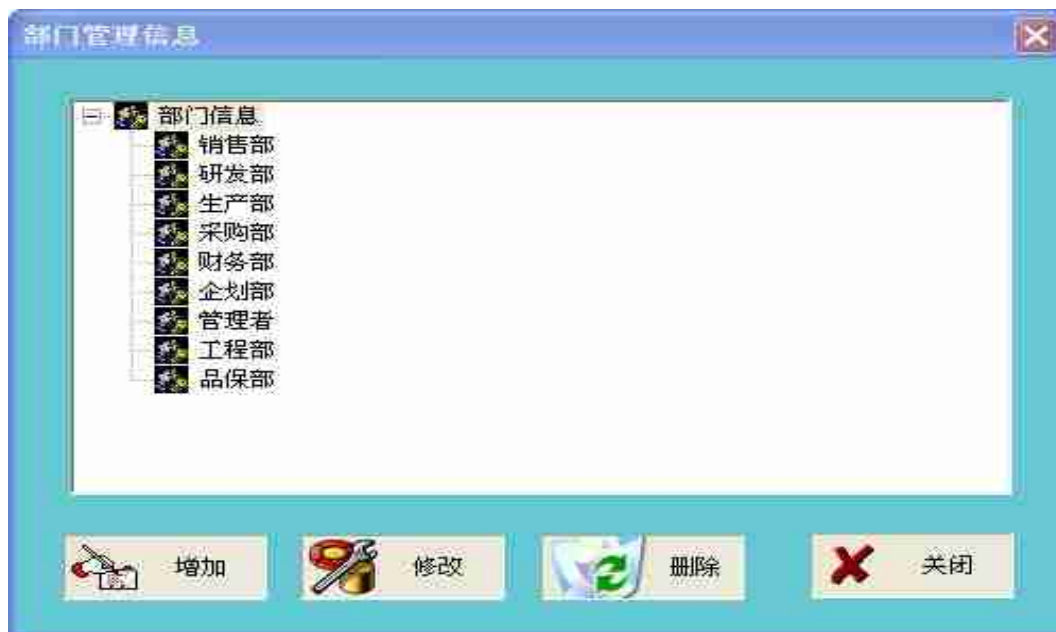 部门管理信息
部门信息
销售部
研发部
生产部
采购部
财务部
企划部
管理者
工程部
品保部
增加
修改
删除
关闭